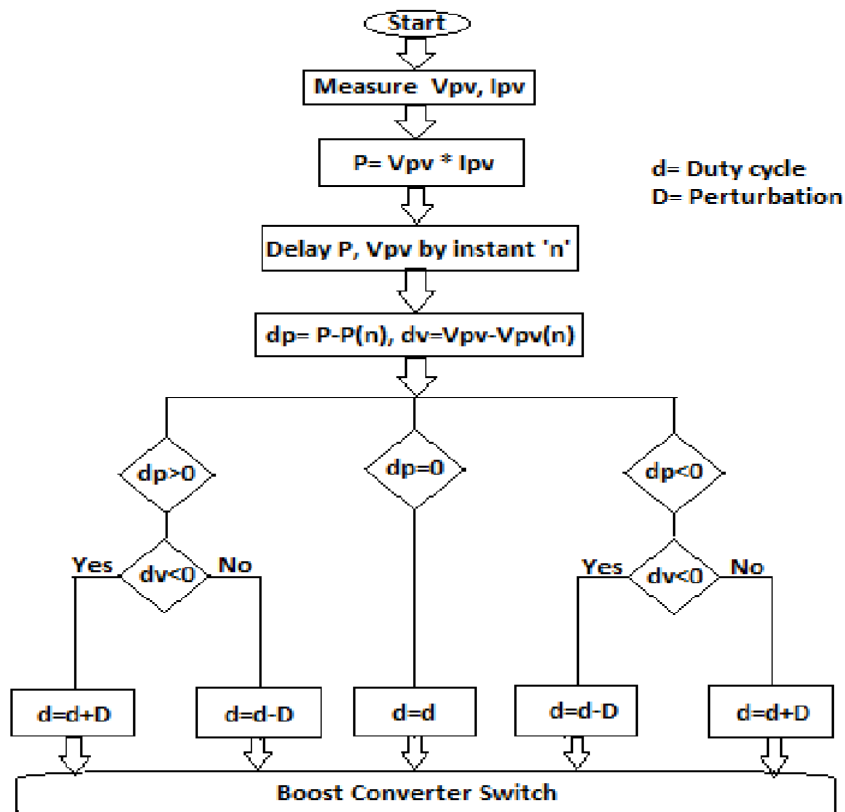 Start
Measure Vpv, Ipv
P= Vpv * Ipv
d= Duty cycle
D= Perturbation
Delay P, Vpv by instant 'n'
dp= P-P(n), dv=Vpv-Vpv(n)
dp>0
dp=0
dp<0
Yes
dv<0
No
Yes
dv<0
No
d=d+D
d=d-D
d=d
d=d-D
d=d+D
Boost Converter Switch